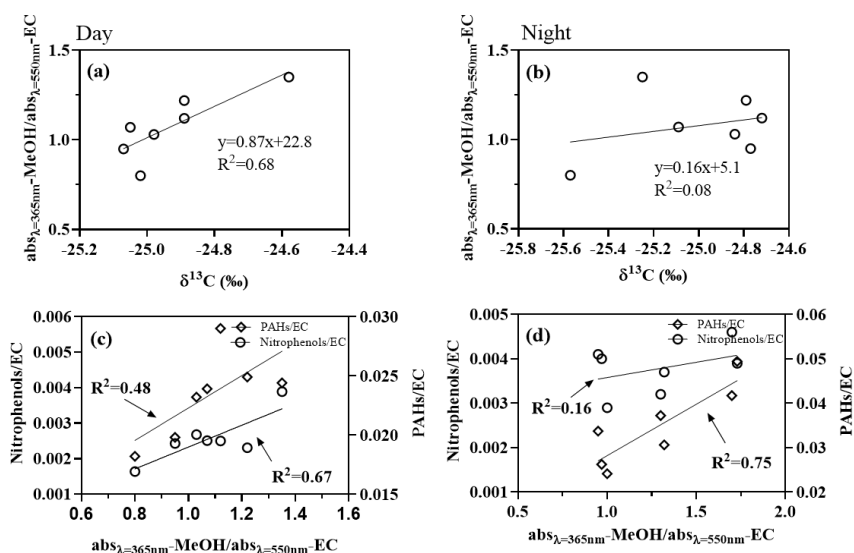 Day
Night
(a)
y=0.87x+22.8
R²=0.68
abs_λ=365nm-MeOH/abs_λ=550nm-EC
1.5
1.0
0.5
-25.2 -25.0 -24.8 -24.6 -24.4
δ¹³C (‰)
(b)
y=0.16x+5.1
R²=0.08
abs_λ=365nm-MeOH/abs_λ=550nm-EC
1.5
1.0
0.5
-25.8 -25.6 -25.4 -25.2 -25.0 -24.8 -24.6
δ¹³C (‰)
(c)
PAHs/EC
Nitrophenols/EC
R²=0.48
R²=0.67
Nitrophenols/EC
0.006
0.005
0.004
0.003
0.002
0.001
PAHs/EC
0.030
0.025
0.020
0.015
0.6 0.8 1.0 1.2 1.4 1.6
abs_λ=365nm-MeOH/abs_λ=550nm-EC
(d)
PAHs/EC
Nitrophenols/EC
R²=0.16
R²=0.75
Nitrophenols/EC
0.005
0.004
0.003
0.002
0.001
PAHs/EC
0.06
0.05
0.04
0.03
0.02
0.5 1.0 1.5 2.0
abs_λ=365nm-MeOH/abs_λ=550nm-EC